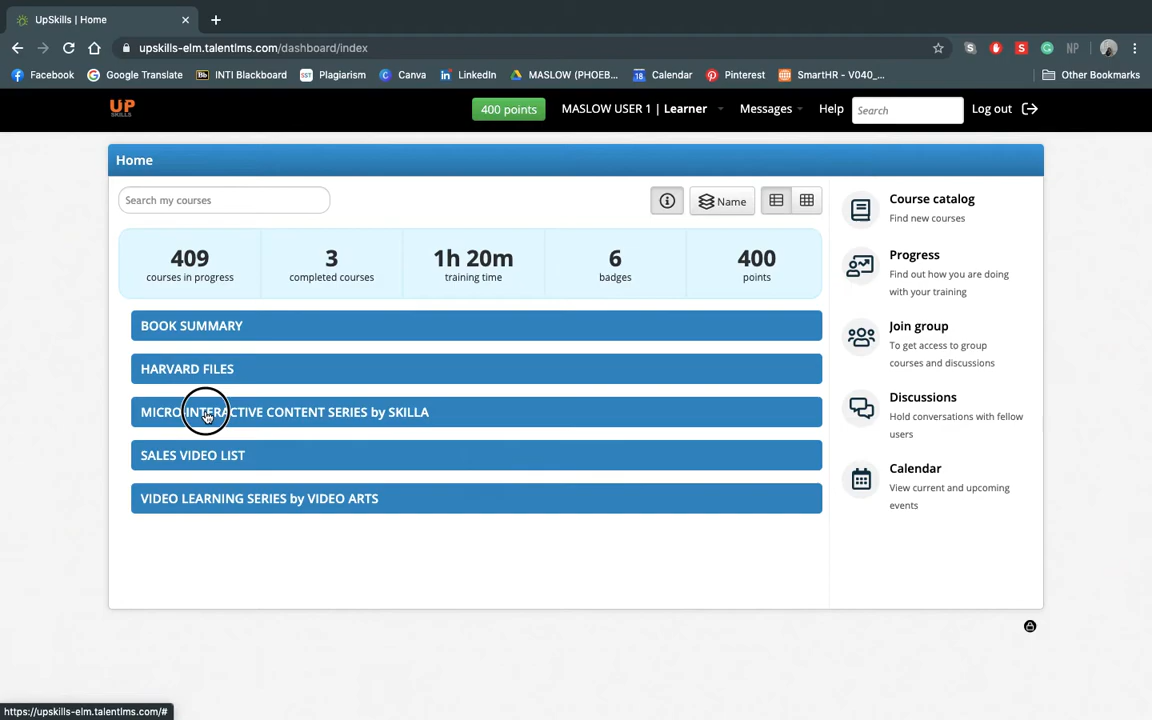 UpSkills | Home
upskills-elm.talentlms.com/dashboard/index
Facebook Google Translate Bb INTI Blackboard SST Plagiarism Canva LinkedIn MASLOW (PHOEB... 18 Calendar Pinterest SmartHR - V040_... Other Bookmarks
UP SKILLS 400 points MASLOW USER 1 | Learner Messages Help Search Log out
Home
Search my courses Name
409 3 1h 20m 6 400
courses in progress completed courses training time badges points
BOOK SUMMARY
HARVARD FILES
MICRO INTERACTIVE CONTENT SERIES by SKILLA
SALES VIDEO LIST
VIDEO LEARNING SERIES by VIDEO ARTS
Course catalog
Find new courses
Progress
Find out how you are doing
with your training
Join group
To get access to group
courses and discussions
Discussions
Hold conversations with fellow
users
Calendar
View current and upcoming
events
https://upskills-elm.talentlms.com/#